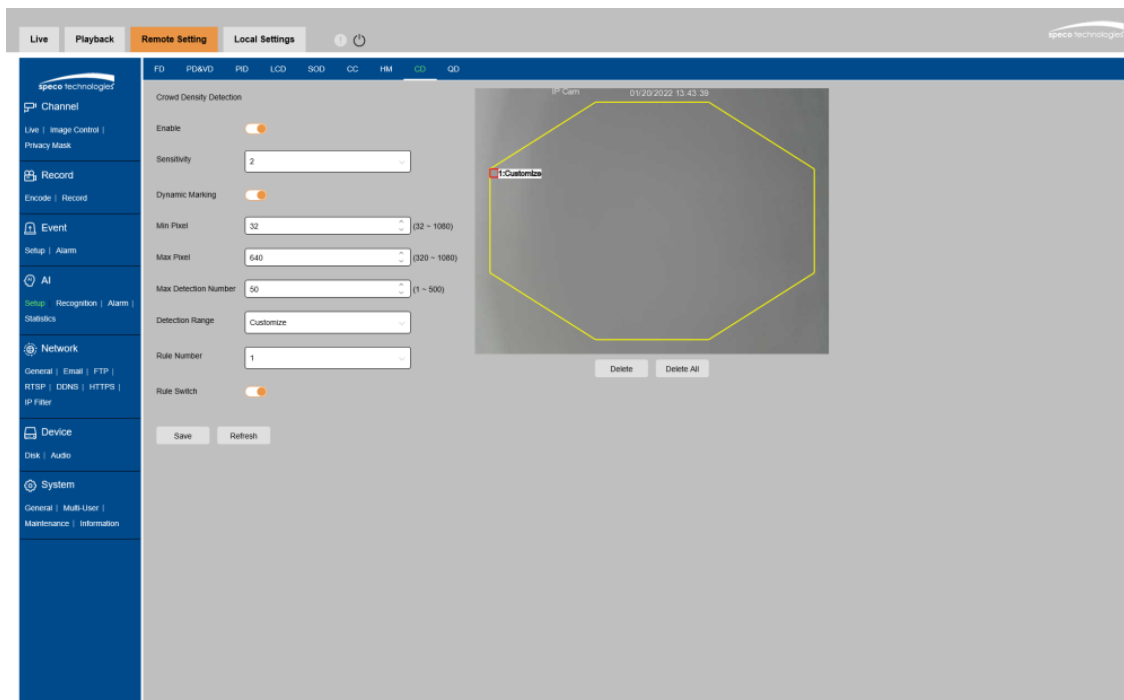 Live Playback Remote Setting Local Settings
speco technologies
FD PD&VD PID LCD SOD CC HM CD QD
speco technologies
Channel
Live | Image Control |
Privacy Mask
Record
Encode | Record
Event
Setup | Alarm
AI
Setup Recognition | Alarm |
Statistics
Network
General | Email | FTP |
RTSP | DDNS | HTTPS |
IP Filter
Device
Disk | Audio
System
General | Multi-User |
Maintenance | Information
Crowd Density Detection
Enable
Sensitivity 2
Dynamic Marking
Min Pixel 32 (32 ~ 1080)
Max Pixel 640 (320 ~ 1080)
Max Detection Number 50 (1 ~ 500)
Detection Range Customize
Rule Number 1
Rule Switch
Save Refresh
IP Cam 01/20/2022 13:43:39
1:Customize
Delete Delete All